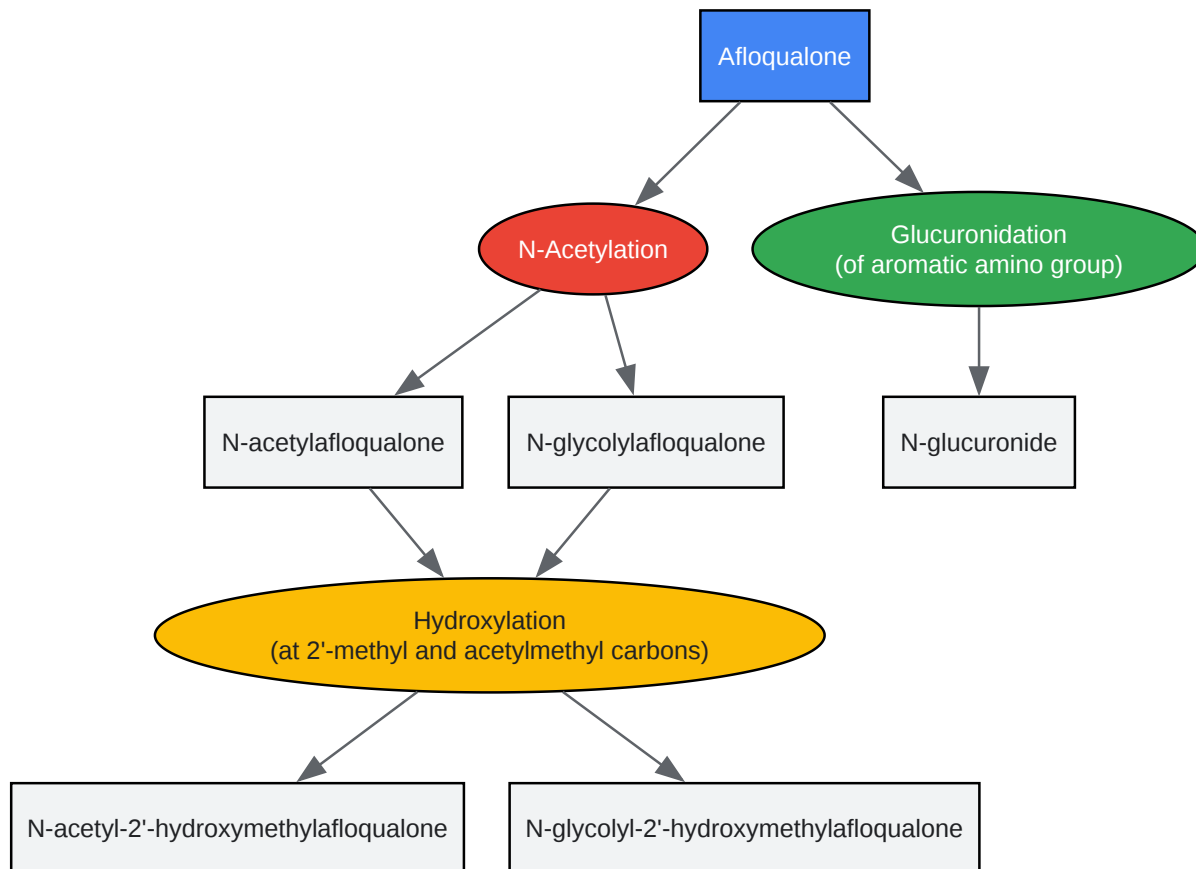 Afloqualone
N-Acetylation
Glucuronidation
(of aromatic amino group)
N-acetylafloqualone
N-glycolylafloqualone
N-glucuronide
Hydroxylation
(at 2'-methyl and acetylmethyl carbons)
N-acetyl-2'-hydroxymethylafloqualone
N-glycolyl-2'-hydroxymethylafloqualone